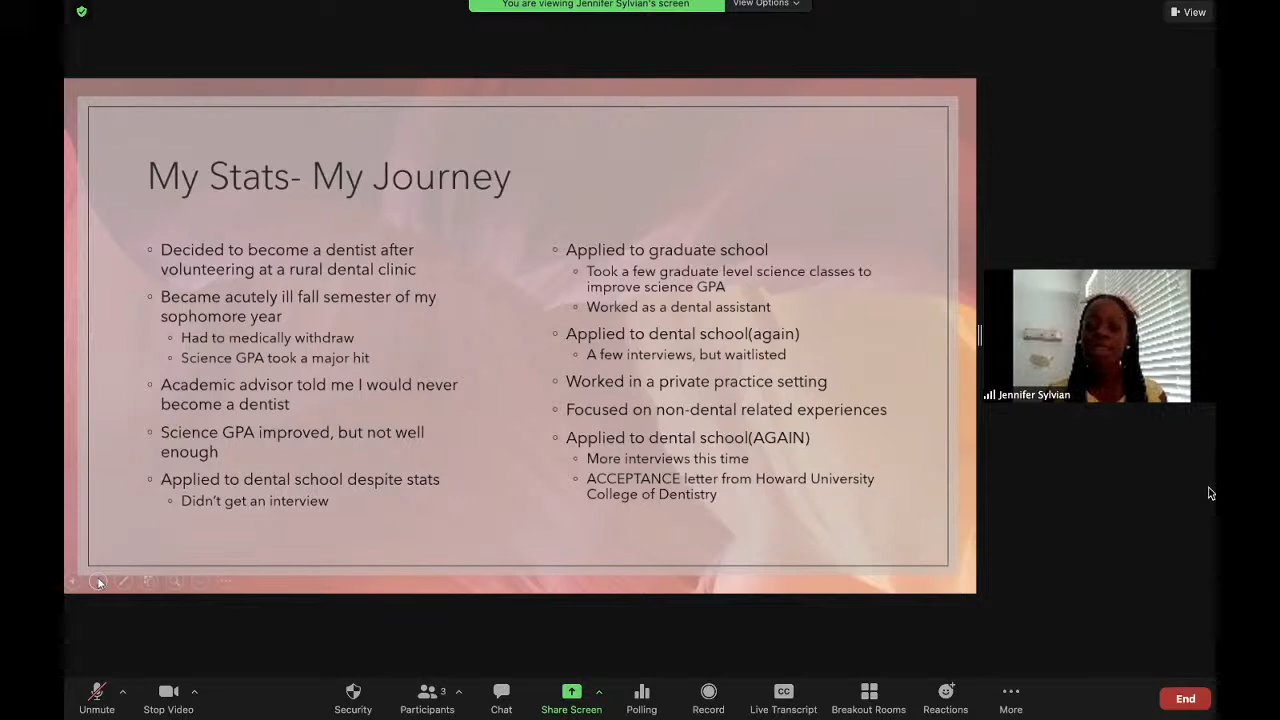 You are viewing Jennifer Sylvian's screen
View Options
View
My Stats- My Journey
Decided to become a dentist after
volunteering at a rural dental clinic
Became acutely ill fall semester of my
sophomore year
Had to medically withdraw
Science GPA took a major hit
Academic advisor told me I would never
become a dentist
Science GPA improved, but not well
enough
Applied to dental school despite stats
Didn't get an interview
Applied to graduate school
Took a few graduate level science classes to
improve science GPA
Worked as a dental assistant
Applied to dental school(again)
A few interviews, but waitlisted
Worked in a private practice setting
Focused on non-dental related experiences
Applied to dental school(AGAIN)
More interviews this time
ACCEPTANCE letter from Howard University
College of Dentistry
Jennifer Sylvian
Unmute
Stop Video
Security
Participants
3
Chat
Share Screen
Polling
Record
CC
Live Transcript
Breakout Rooms
Reactions
More
End